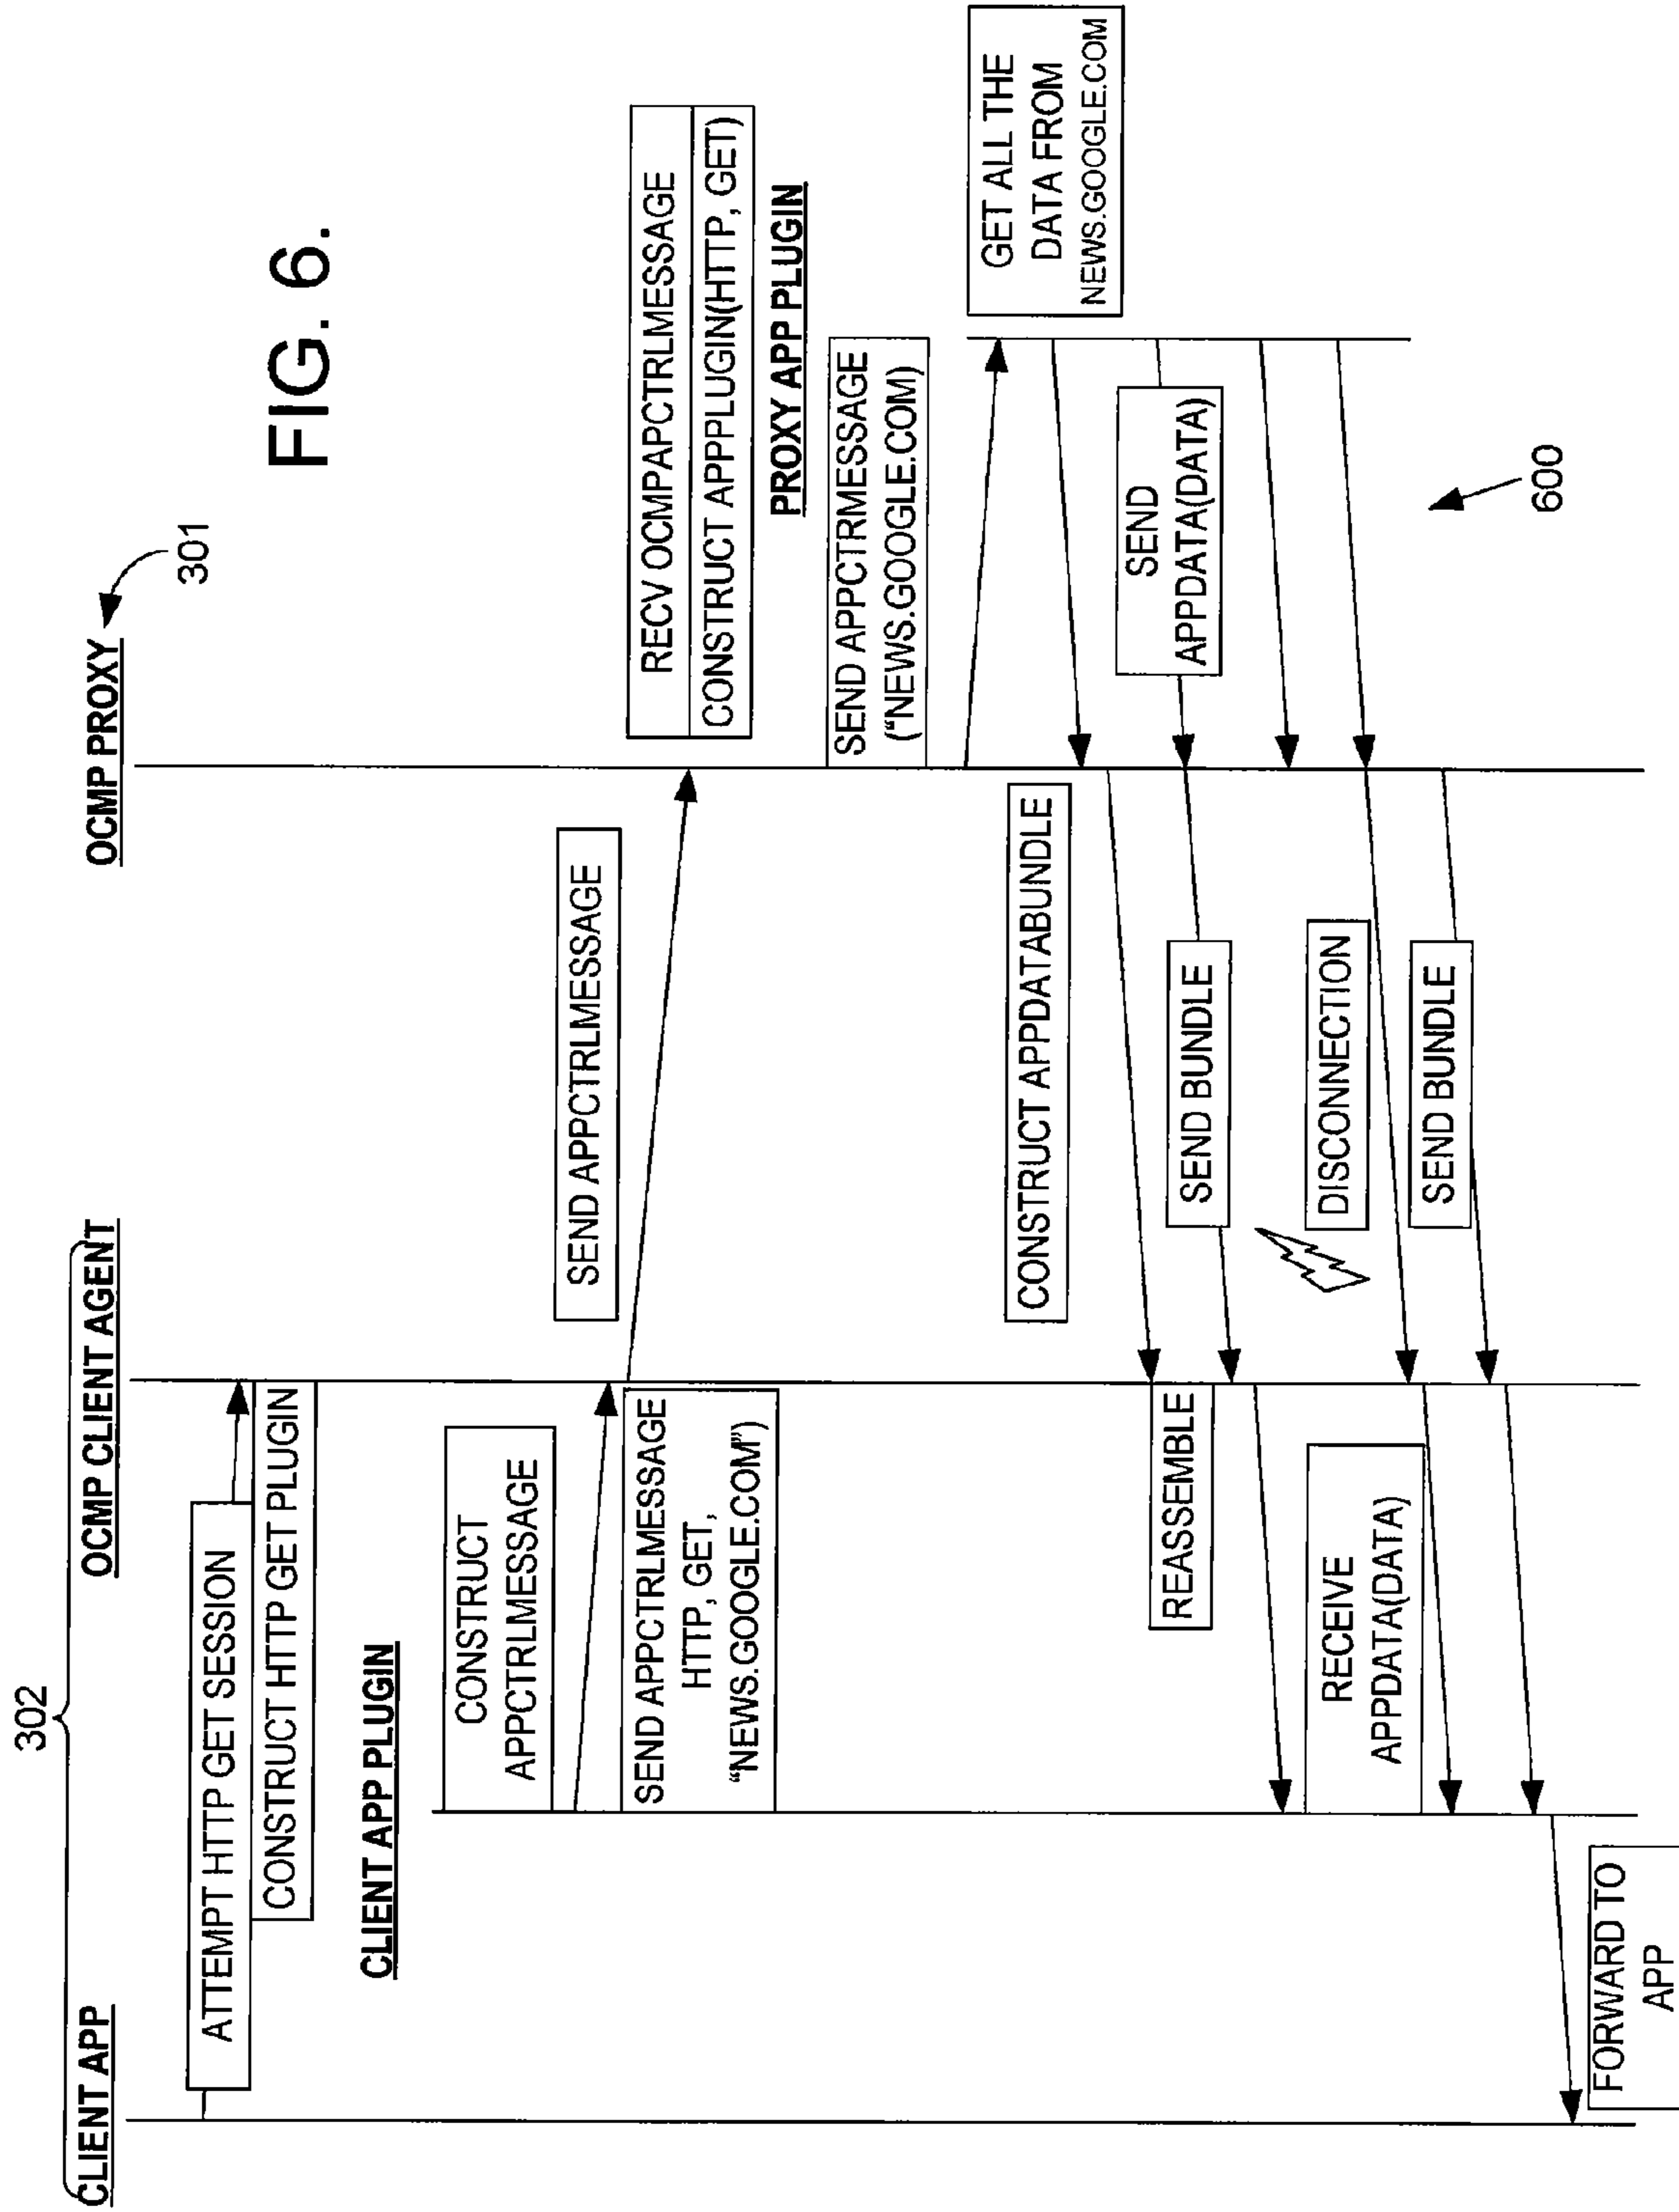 FIG. 6.
302
CLIENT APP
OCMP CLIENT AGENT
OCMP PROXY
301
ATTEMPT HTTP GET SESSION
CONSTRUCT HTTP GET PLUGIN
CLIENT APP PLUGIN
CONSTRUCT
APPCTRLMESSAGE
SEND APPCTRLMESSAGE
HTTP, GET,
“NEWS.GOOGLE.COM”)
SEND APPCTRLMESSAGE
RECV OCMPAPCTRLMESSAGE
CONSTRUCT APPPLUGIN(HTTP, GET)
PROXY APP PLUGIN
SEND APPCTRMESSAGE
(“NEWS.GOOGLE.COM)
GET ALL THE
DATA FROM
NEWS.GOOGLE.COM
CONSTRUCT APPDATABUNDLE
SEND
APPDATA(DATA)
REASSEMBLE
SEND BUNDLE
DISCONNECTION
RECEIVE
APPDATA(DATA)
SEND BUNDLE
600
FORWARD TO
APP